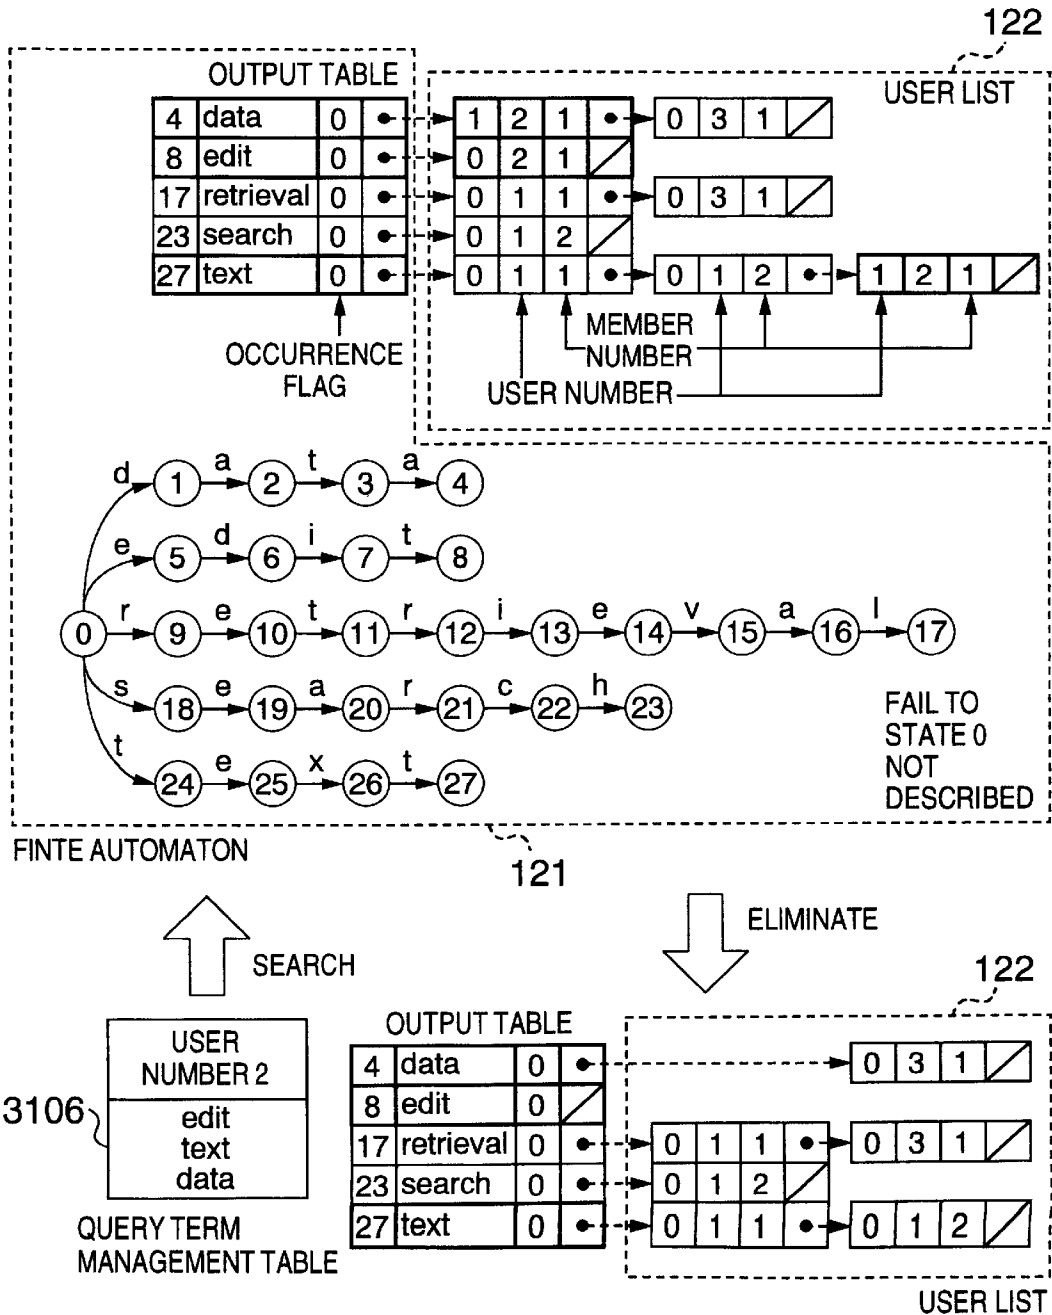 122
OUTPUT TABLE
USER LIST
4 data 0 1 2 1 0 3 1
8 edit 0 0 2 1
17 retrieval 0 0 1 1 0 3 1
23 search 0 0 1 2
27 text 0 0 1 1 0 1 2 1 2 1
OCCURRENCE
FLAG
MEMBER
NUMBER
USER NUMBER
d a t a
1 2 3 4
e d i t
5 6 7 8
r e t r i e v a l
0 9 10 11 12 13 14 15 16 17
s e a r c h
18 19 20 21 22 23
t e x t
24 25 26 27
FAIL TO
STATE 0
NOT
DESCRIBED
FINTE AUTOMATON
121
SEARCH
ELIMINATE
122
USER
NUMBER 2
edit
text
data
3106
QUERY TERM
MANAGEMENT TABLE
OUTPUT TABLE
4 data 0 0 3 1
8 edit 0
17 retrieval 0 0 1 1 0 3 1
23 search 0 0 1 2
27 text 0 0 1 1 0 1 2
USER LIST